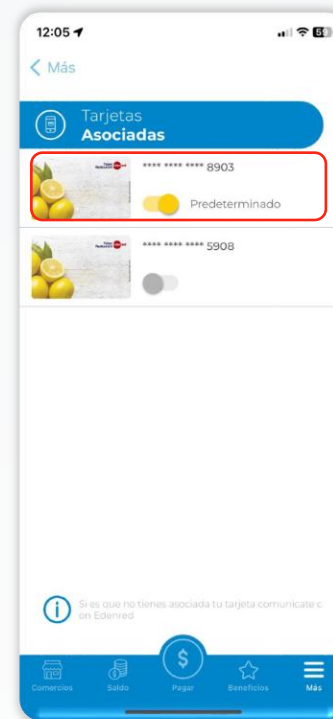 12:05
Más
Tarjetas
Asociadas
**** **** **** 8903
Predeterminado
**** **** **** 5908
Si es que no tienes asociada tu tarjeta comunicate c
on Edenred
$
Comercios Saldo Pagar Beneficios Más